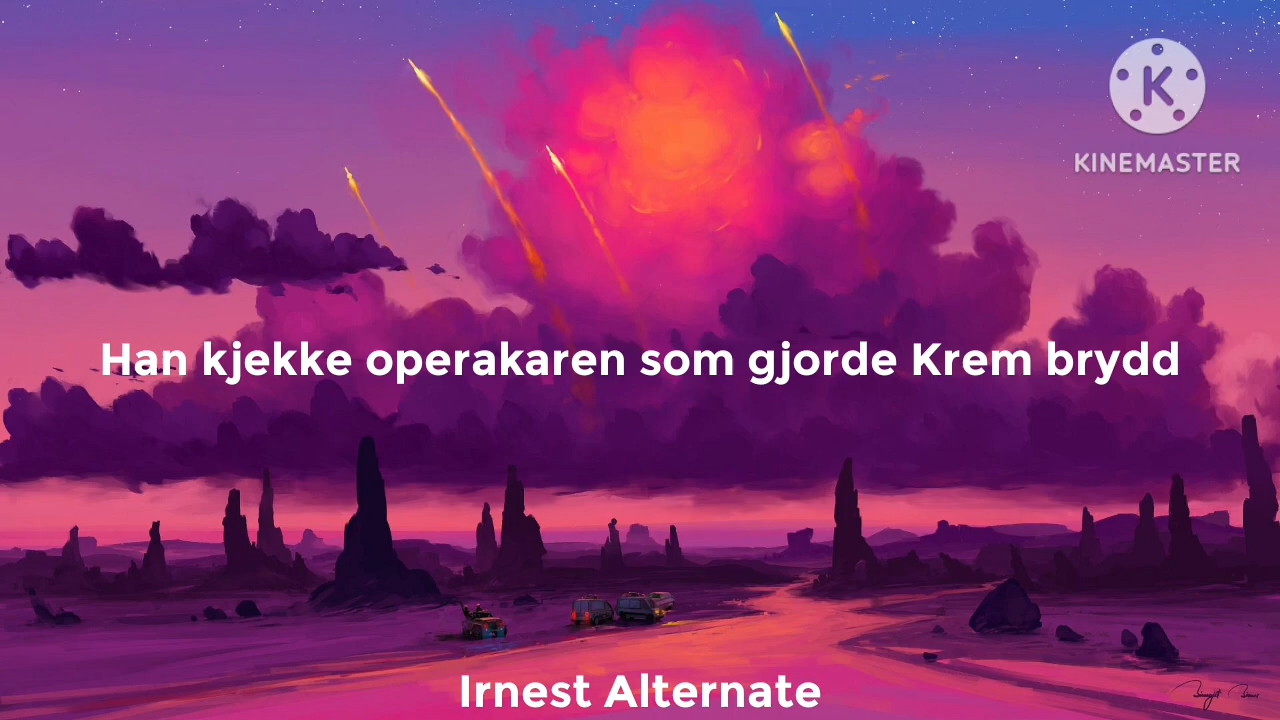 K
KINEMASTER
Han kjekke operakaren som gjorde Krem brydd
Irnest Alternate